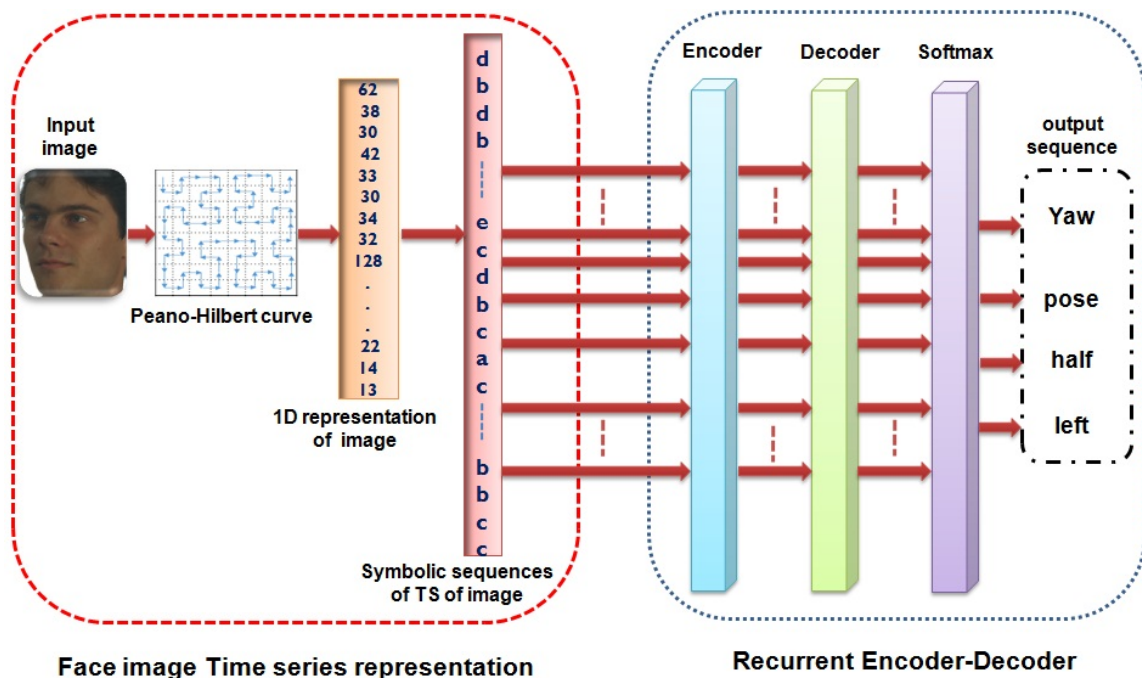 Input
image
Peano-Hilbert curve
62
38
30
42
33
30
34
32
128
.
.
.
22
14
13
1D representation
of image
d
b
d
b
e
c
d
b
c
a
c
b
b
c
c
Symbolic sequences
of TS of image
Face image Time series representation
Encoder
Decoder
Softmax
output
sequence
Yaw
pose
half
left
Recurrent Encoder-Decoder